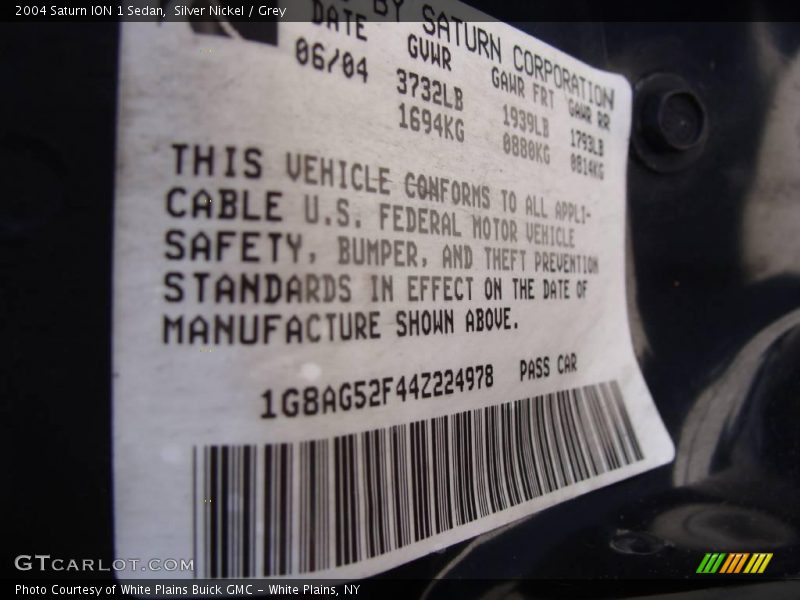 2004 Saturn ION 1 Sedan,  Silver Nickel / Grey
BY SATURN CORPORATION
DATE GVWR GAWR FRT GAWR RR
06/04 3732LB 1939LB 1793LB
1694KG 0880KG 0814KG
THIS VEHICLE CONFORMS TO ALL APPLI-
CABLE U.S. FEDERAL MOTOR VEHICLE
SAFETY, BUMPER, AND THEFT PREVENTION
STANDARDS IN EFFECT ON THE DATE OF
MANUFACTURE SHOWN ABOVE.
1G8AG52F44Z224978 PASS CAR
GTCARLOT.COM
Photo Courtesy of White Plains Buick GMC - White Plains, NY